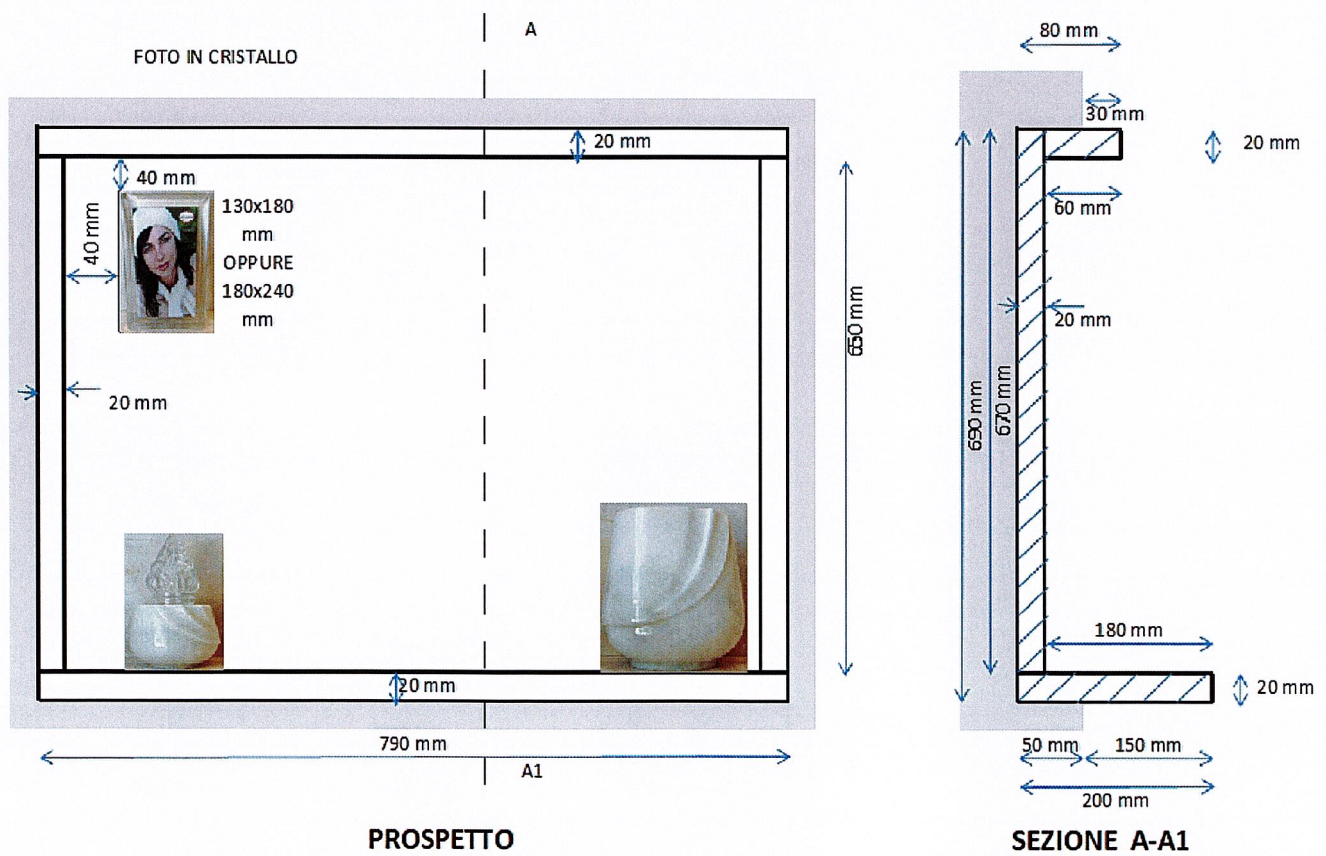 A
FOTO IN CRISTALLO
20 mm
40 mm
40 mm
130x180
mm
OPPURE
180x240
mm
20 mm
650 mm
20 mm
790 mm
A1
PROSPETTO
80 mm
30 mm
20 mm
60 mm
20 mm
690 mm
670 mm
180 mm
20 mm
50 mm
150 mm
200 mm
SEZIONE A-A1